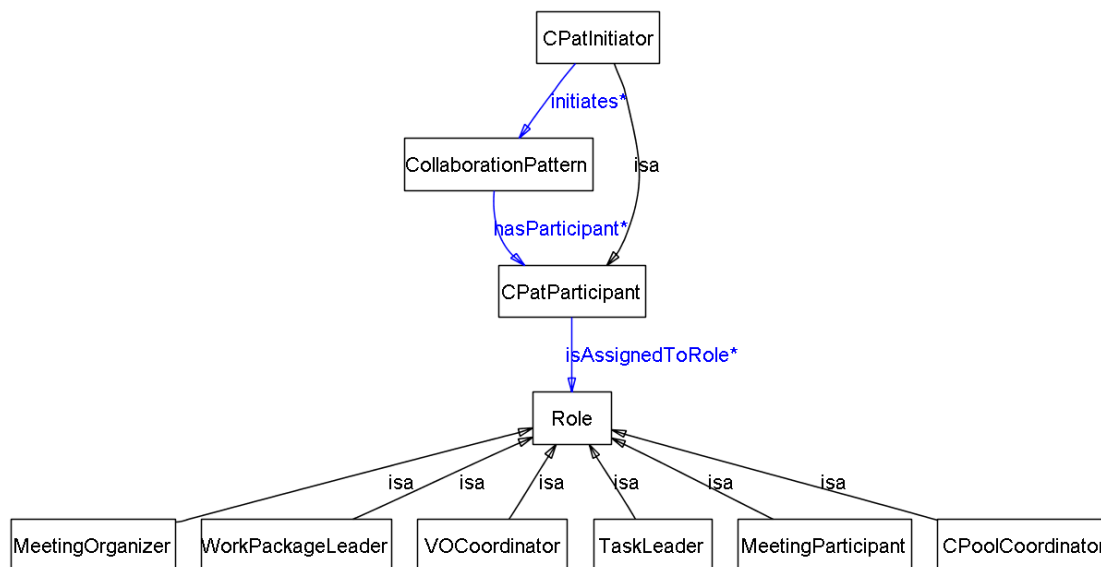 CPatInitiator
initiates*
CollaborationPattern
isa
hasParticipant*
CPatParticipant
isAssignedToRole*
Role
isa isa isa isa isa isa
MeetingOrganizer WorkPackageLeader VOCoordinator TaskLeader MeetingParticipant CPoolCoordinator